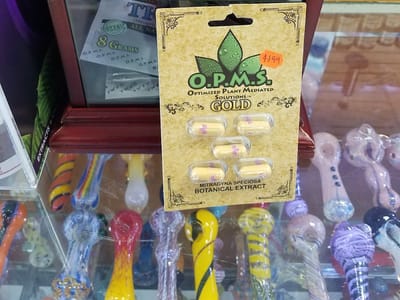 8 GRAMS
O.P.M.S.
OPTIMIZED PLANT MEDIATED
SOLUTIONS
GOLD
MITRAGYNA SPECIOSA
BOTANICAL EXTRACT